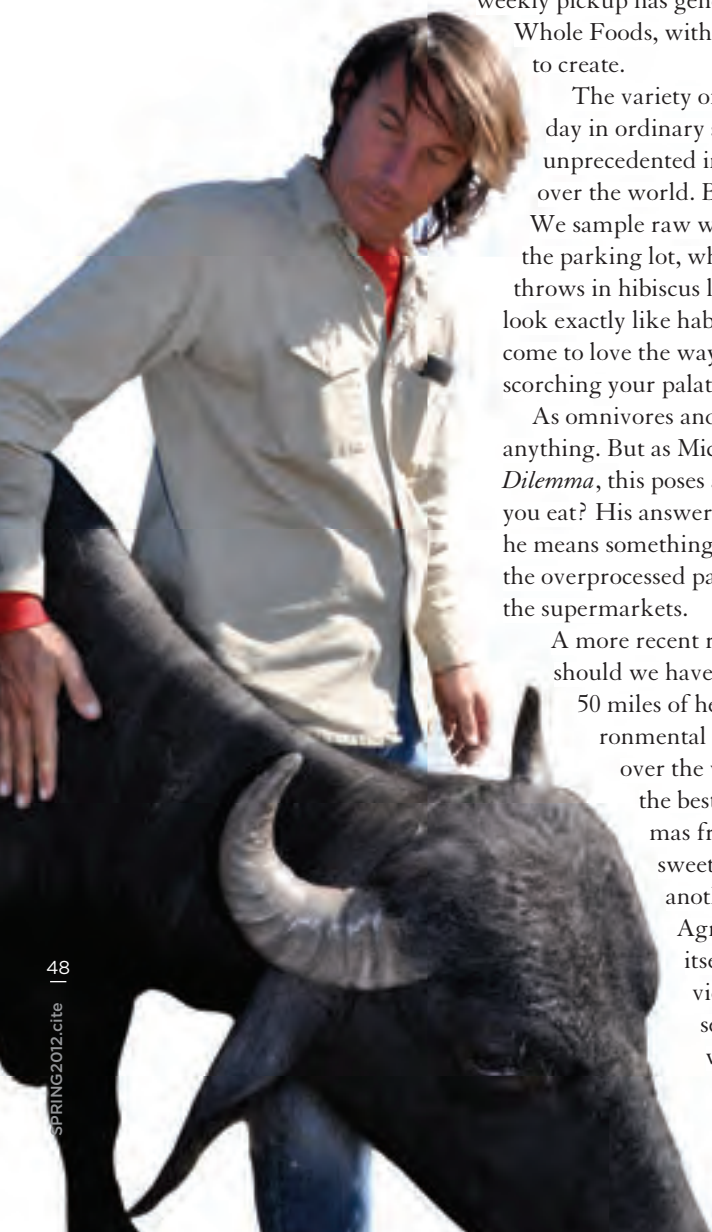 weekly pickup has gen
Whole Foods, with
to create.
The variety o
day in ordinary
unprecedented i
over the world. B
We sample raw w
the parking lot, wh
throws in hibiscus l
look exactly like hab
come to love the way
scorching your palat
As omnivores and
anything. But as Mic
Dilemma, this poses
you eat? His answer
he means something
the overprocessed pa
the supermarkets.
A more recent r
should we have
50 miles of he
ronmental
over the
the best
mas fr
sweet
anot
Agr
itse
vi
so
48
SPRING2012.cite